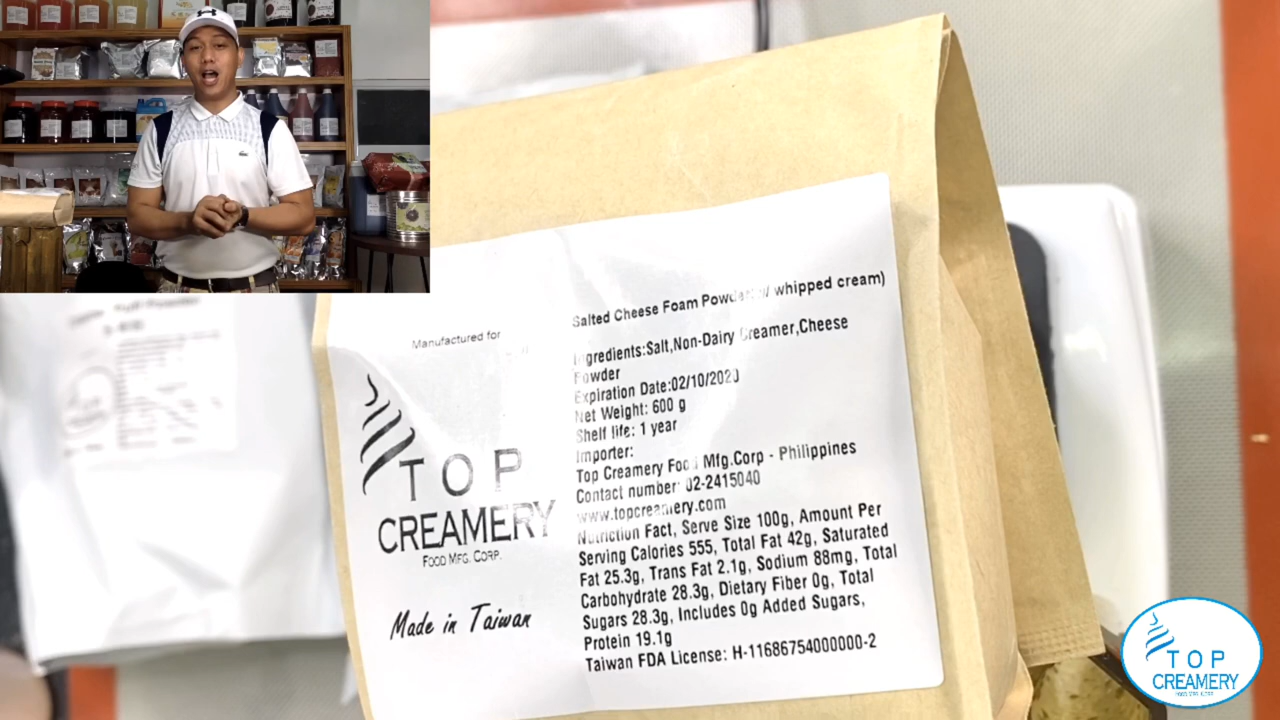 Manufactured for
TOP
CREAMERY
FOOD MFG. CORP.
Made in Taiwan
Salted Cheese Foam Powder whipped cream)
Ingredients:Salt,Non-Dairy Creamer,Cheese
Powder
Expiration Date:02/10/2020
Net Weight: 600 g
Shelf life: 1 year
Importer:
Top Creamery Food Mfg.Corp - Philippines
Contact number: 02-2415040
www.topcreamery.com
Nutriction Fact, Serve Size 100g, Amount Per
Serving Calories 555, Total Fat 42g, Saturated
Fat 25.3g, Trans Fat 2.1g, Sodium 88mg, Total
Carbohydrate 28.3g, Dietary Fiber 0g, Total
Sugars 28.3g, Includes 0g Added Sugars,
Protein 19.1g
Taiwan FDA License: H-11686754000000-2
TOP
CREAMERY
FOOD MFG. CORP.